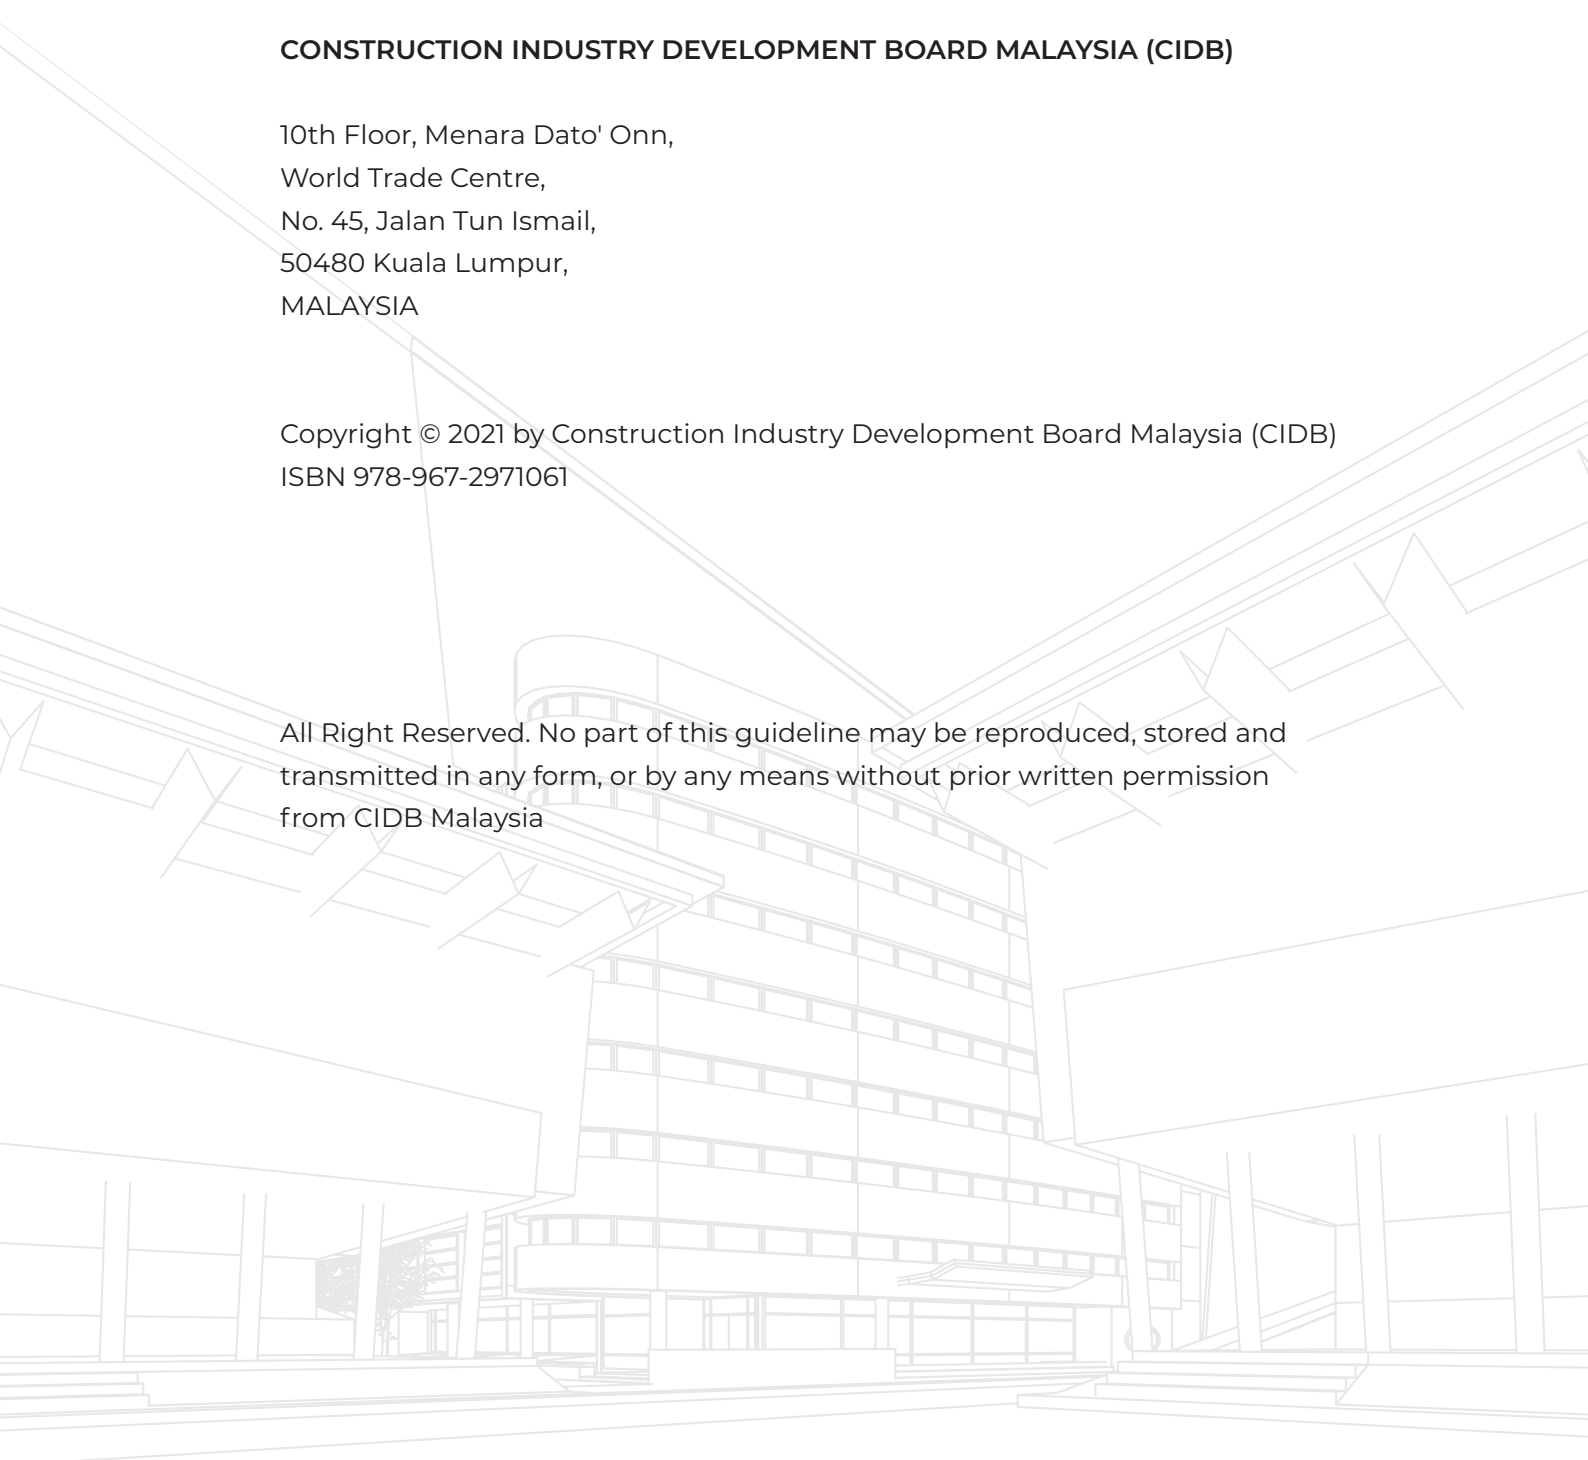 CONSTRUCTION INDUSTRY DEVELOPMENT BOARD MALAYSIA (CIDB)
10th Floor, Menara Dato' Onn,
World Trade Centre,
No. 45, Jalan Tun Ismail,
50480 Kuala Lumpur,
MALAYSIA
Copyright © 2021 by Construction Industry Development Board Malaysia (CIDB)
ISBN 978-967-2971061
All Right Reserved. No part of this guideline may be reproduced, stored and
transmitted in any form, or by any means without prior written permission
from CIDB Malaysia